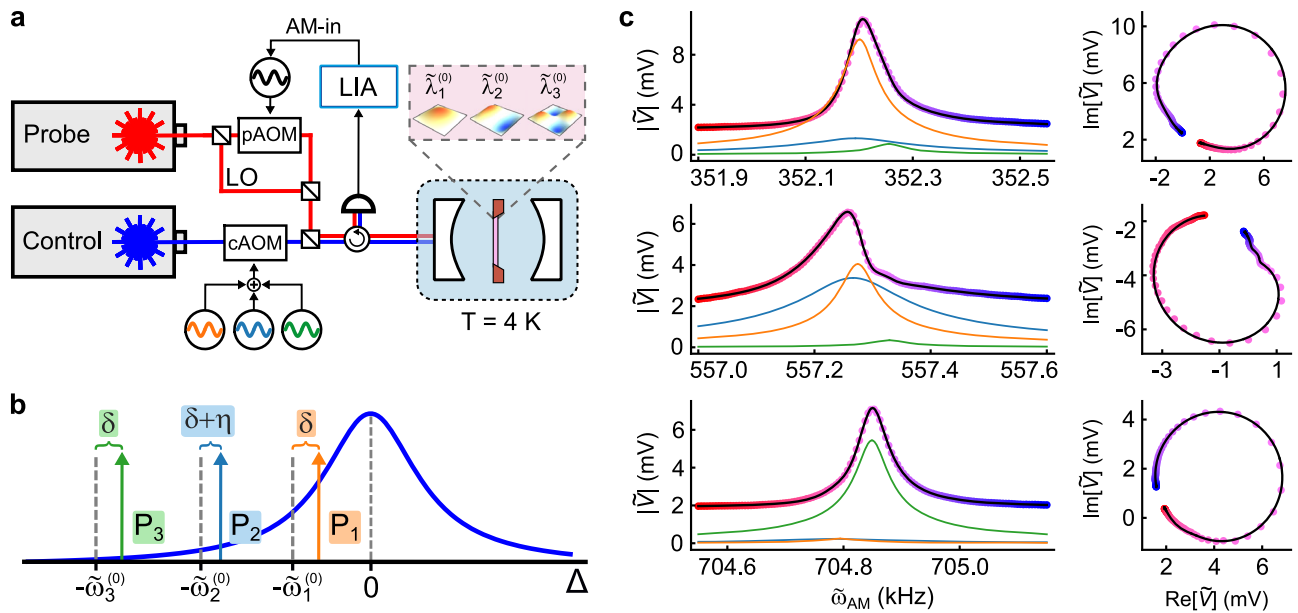 a
AM-in
LIA
λ̃₁⁽⁰⁾ λ̃₂⁽⁰⁾ λ̃₃⁽⁰⁾
Probe
pAOM
LO
Control
cAOM
T = 4 K
b
δ δ+η δ
P₃ P₂ P₁
-ω̃₃⁽⁰⁾ -ω̃₂⁽⁰⁾ -ω̃₁⁽⁰⁾ 0 Δ
c
|Ṽ| (mV)
8
4
0
351.9 352.1 352.3 352.5
Im[Ṽ] (mV)
10
6
2
-2 2 6
|Ṽ| (mV)
6
4
2
0
557.0 557.2 557.4 557.6
Im[Ṽ] (mV)
-2
-4
-6
-3 -1 1
|Ṽ| (mV)
6
4
2
0
704.6 704.8 705.0
ω̃AM (kHz)
Im[Ṽ] (mV)
4
2
0
2 4 6
Re[Ṽ] (mV)